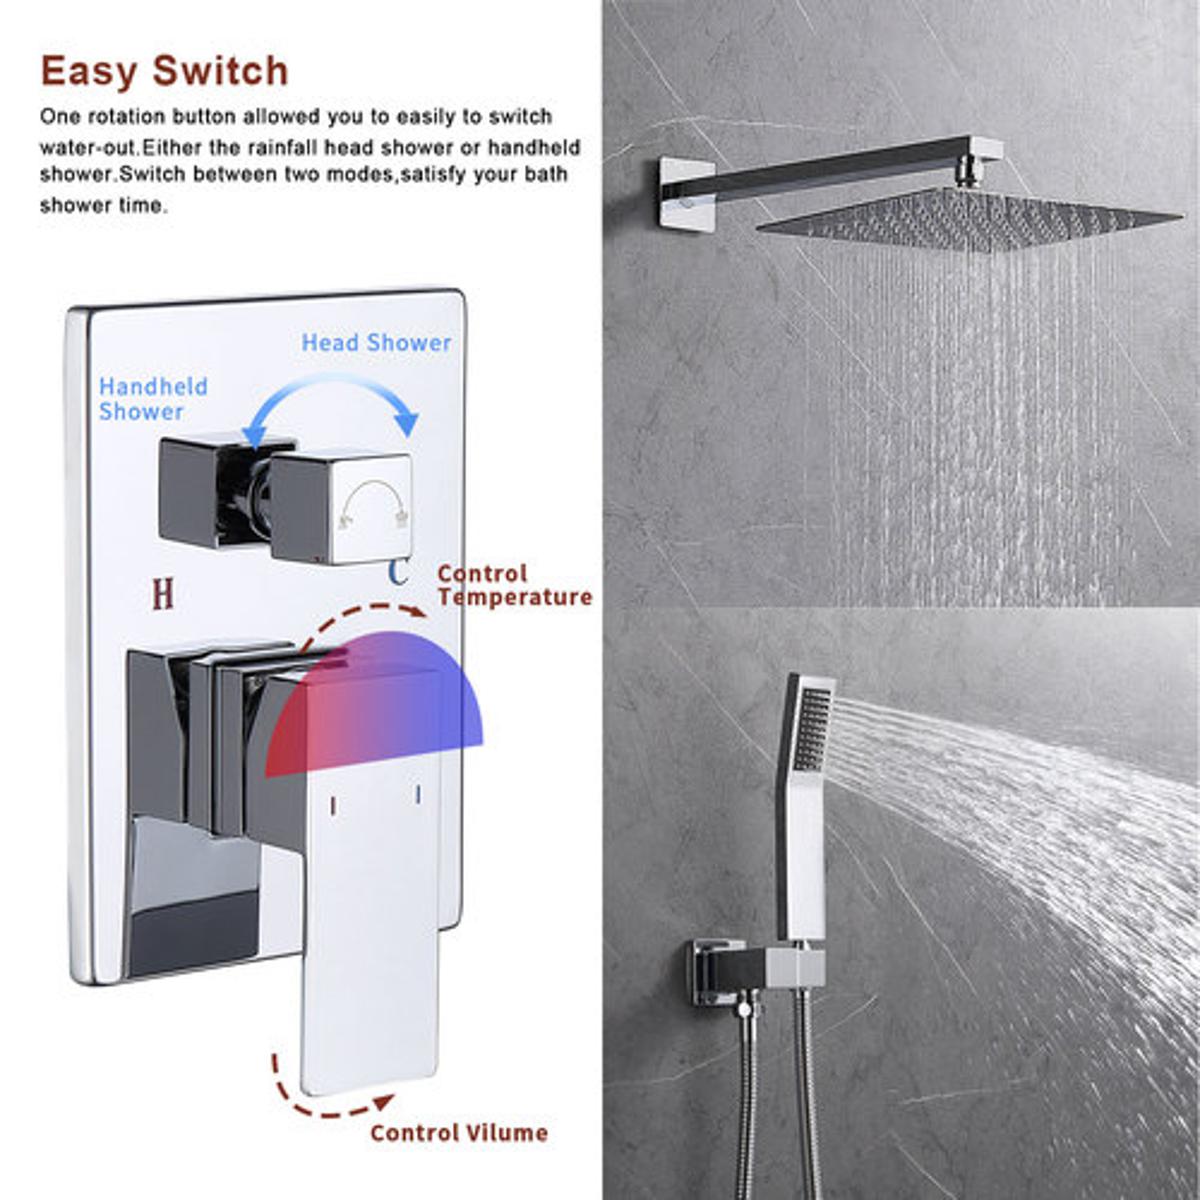 Easy Switch
One rotation button allowed you to easily to switch
water-out.Either the rainfall head shower or handheld
shower.Switch between two modes,satisfy your bath
shower time.
Head Shower
Handheld
Shower
H
C
Control
Temperature
Control Vilume